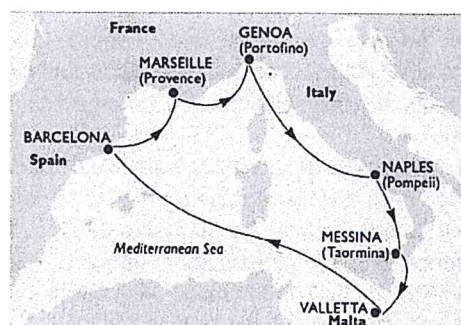 France
GENOA
(Portofino)
MARSEILLE
(Provence)
Italy
BARCELONA
Spain
NAPLES
(Pompeii)
MESSINA
(Taormina)
Mediterranean Sea
VALLETTA
Malta